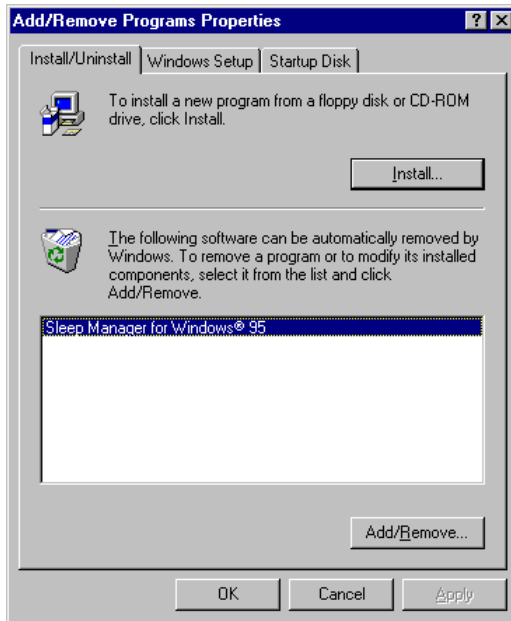 Add/Remove Programs Properties
Install/Uninstall Windows Setup Startup Disk
To install a new program from a floppy disk or CD-ROM
drive, click Install.
Install...
The following software can be automatically removed by
Windows. To remove a program or to modify its installed
components, select it from the list and click
Add/Remove.
Sleep Manager for Windows® 95
Add/Remove...
OK Cancel Apply